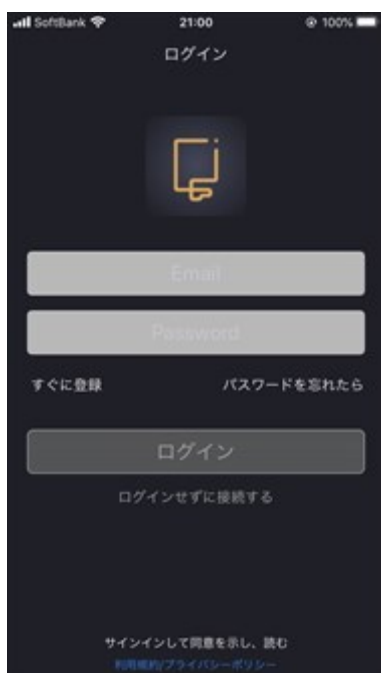 SoftBank 21:00 100%
ログイン
Email
Password
すぐに登録 パスワードを忘れたら
ログイン
ログインせずに接続する
サインインして同意を示し、読む
利用規約/プライバシーポリシー